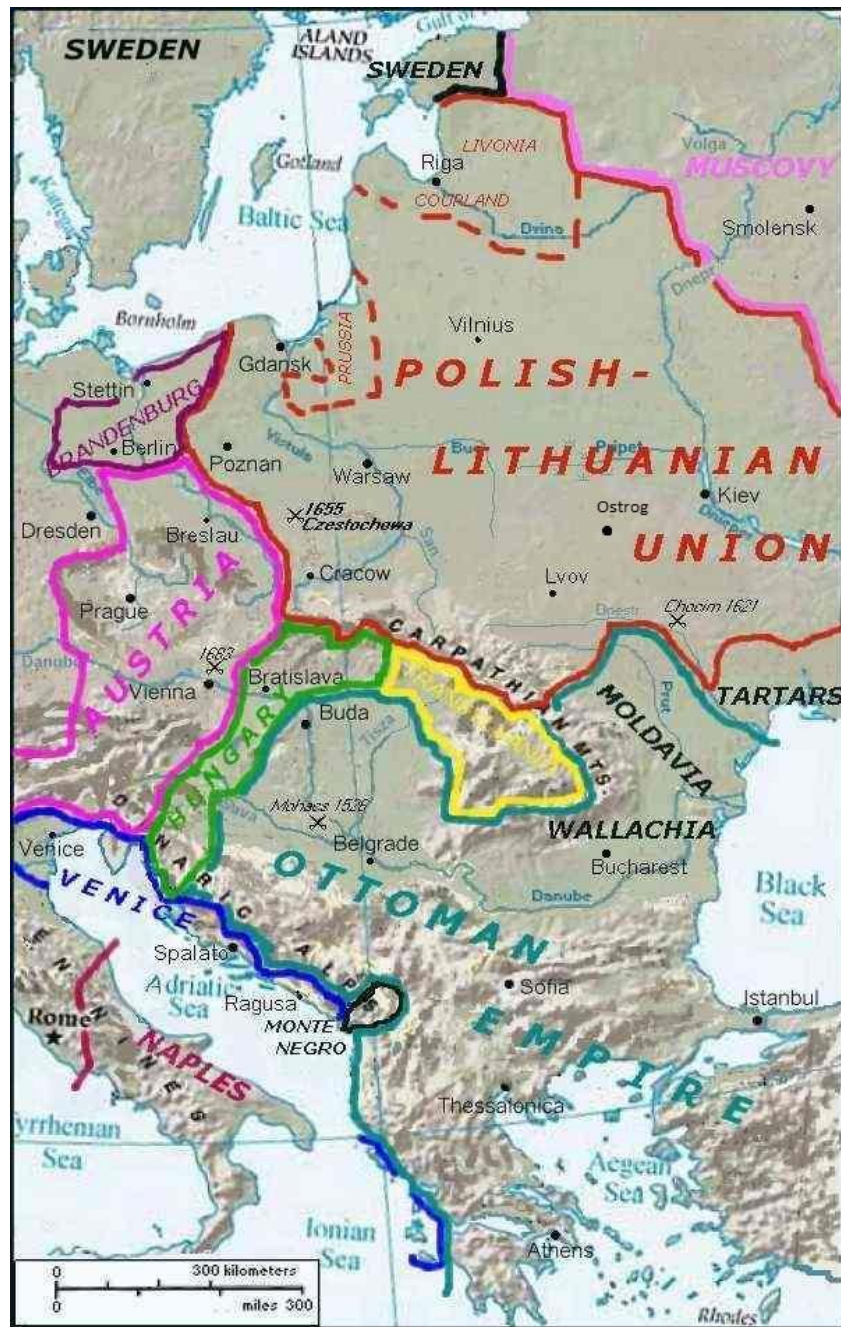 SWEDEN
ALAND
ISLANDS
Gulf of
SWEDEN
Gotland
LIVONIA
Riga
Volga
MUSCOVY
Baltic Sea
COURLAND
Dvina
Smolensk
Dnepr
Bornholm
Vilnius
Gdansk
PRUSSIA
Stettin
POLISH-
BRANDENBURG
Berlin
Poznan
Vistula
Bug
Pripet
LITHUANIAN
Warsaw
Kiev
Dresden
Breslau
1655
Czestochowa
Ostrog
Dnieper
UNION
San
Cracow
Lvov
Prague
AUSTRIA
Dnestr
Chocim 1621
CARPATHIAN MTS.
Danube
1683
Vienna
Bratislava
TARTARS
HUNGARY
Buda
Tisza
MOLDAVIA
Prut
Mohacs 1526
WALLACHIA
Venice
Belgrade
Bucharest
VENICE
DINARIC ALPS
OTTOMAN
Danube
Black
Sea
Spalato
Adriatic
Sea
Ragusa
Sofia
Istanbul
MONTE
NEGRO
EMPIRE
Rome
NAPLES
Thessalonica
Tyrrhenian
Sea
Aegean
Sea
Ionian
Sea
Athens
0 300 kilometers
0 miles 300
Rhodes